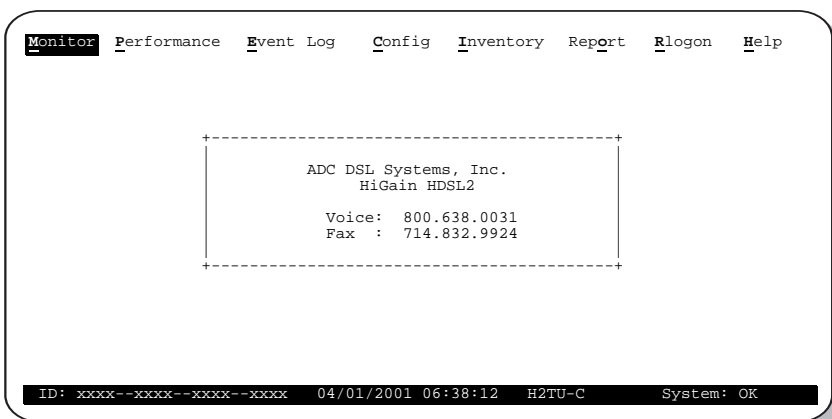 Monitor Performance Event Log Config Inventory Report Rlogon Help
ADC DSL Systems, Inc.
HiGain HDSL2
Voice: 800.638.0031
Fax : 714.832.9924
ID: xxxx--xxxx--xxxx--xxxx 04/01/2001 06:38:12 H2TU-C System: OK